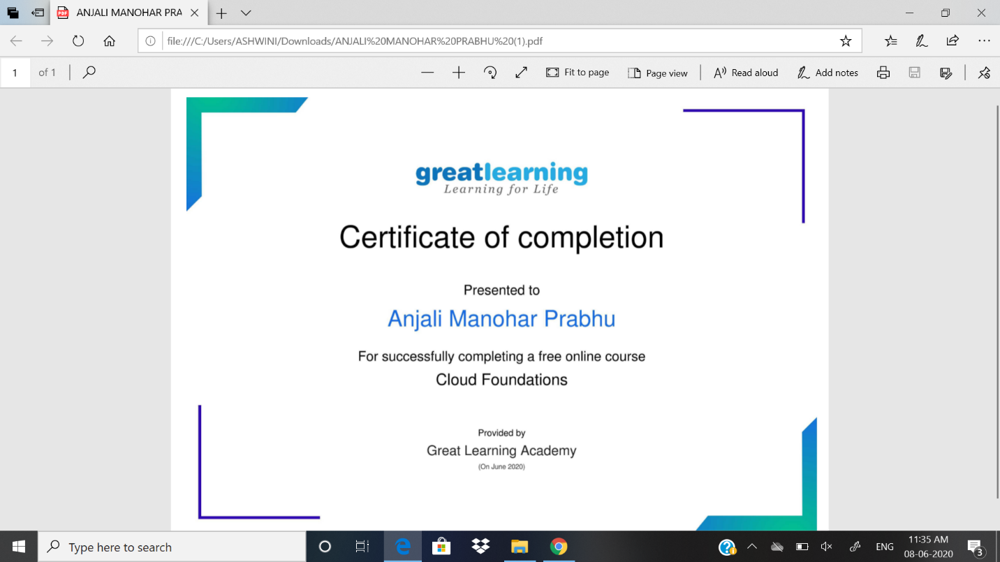 ANJALI MANOHAR PRA
file:///C:/Users/ASHWINI/Downloads/ANJALI%20MANOHAR%20PRABHU%20(1).pdf
1 of 1 Fit to page Page view Read aloud Add notes
greatlearning
Learning for Life
Certificate of completion
Presented to
Anjali Manohar Prabhu
For successfully completing a free online course
Cloud Foundations
Provided by
Great Learning Academy
(On June 2020)
Type here to search
ENG
11:35 AM
08-06-2020
3